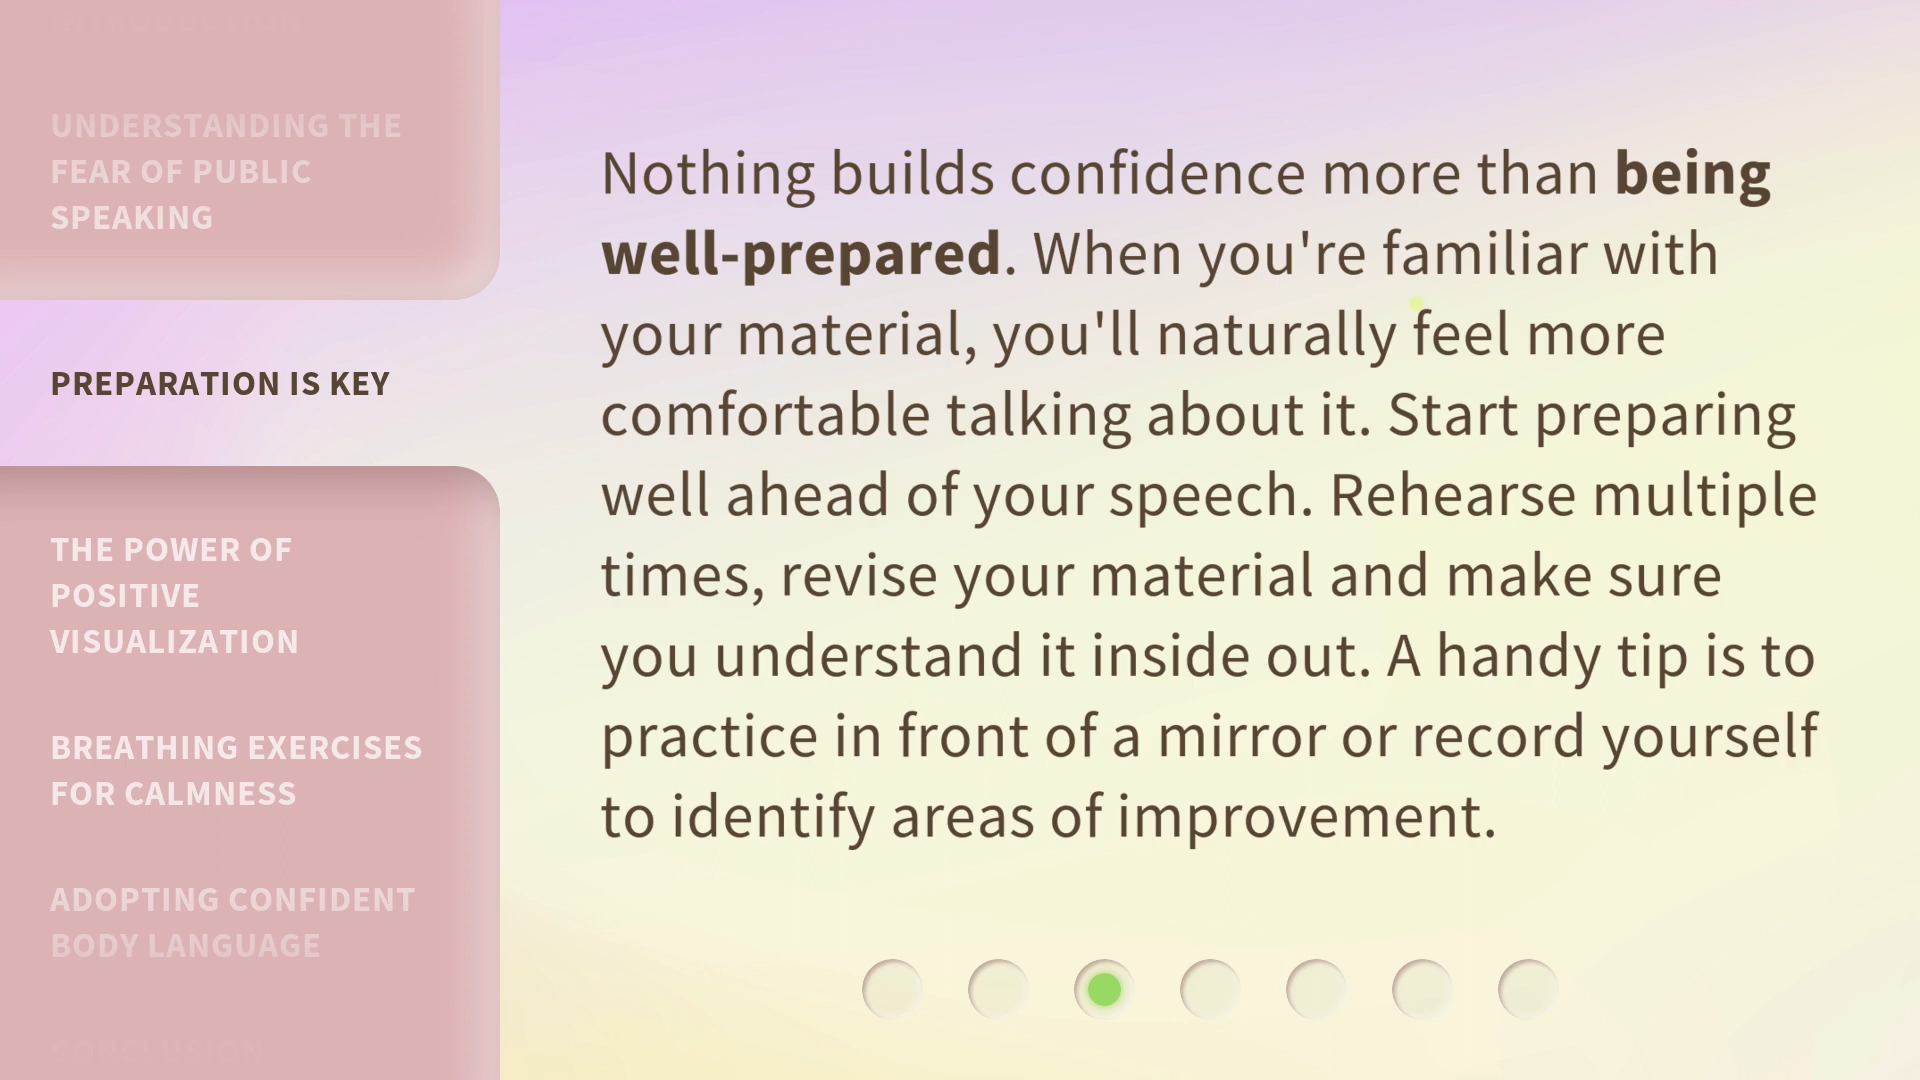 INTRODUCTION
UNDERSTANDING THE
FEAR OF PUBLIC
SPEAKING
PREPARATION IS KEY
THE POWER OF
POSITIVE
VISUALIZATION
BREATHING EXERCISES
FOR CALMNESS
ADOPTING CONFIDENT
BODY LANGUAGE
CONCLUSION
Nothing builds confidence more than being
well-prepared. When you're familiar with
your material, you'll naturally feel more
comfortable talking about it. Start preparing
well ahead of your speech. Rehearse multiple
times, revise your material and make sure
you understand it inside out. A handy tip is to
practice in front of a mirror or record yourself
to identify areas of improvement.